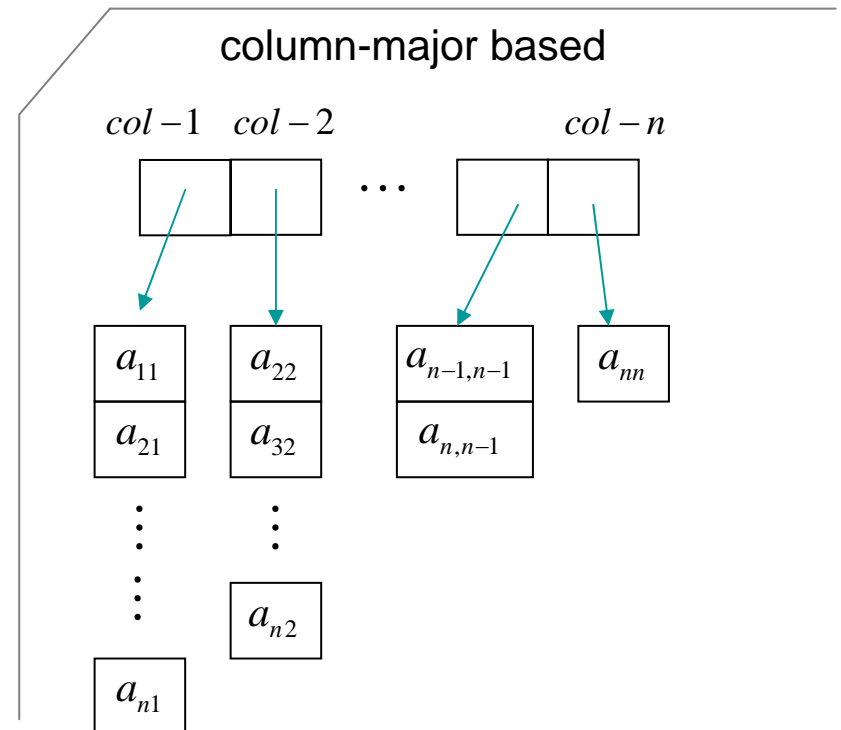 column-major based
col − 1 col − 2 col − n
⋯
a₁₁ a₂₂ aₙ₋₁,ₙ₋₁ aₙₙ
a₂₁ a₃₂ aₙ,ₙ₋₁
⋮ ⋮
⋮
aₙ₂
aₙ₁